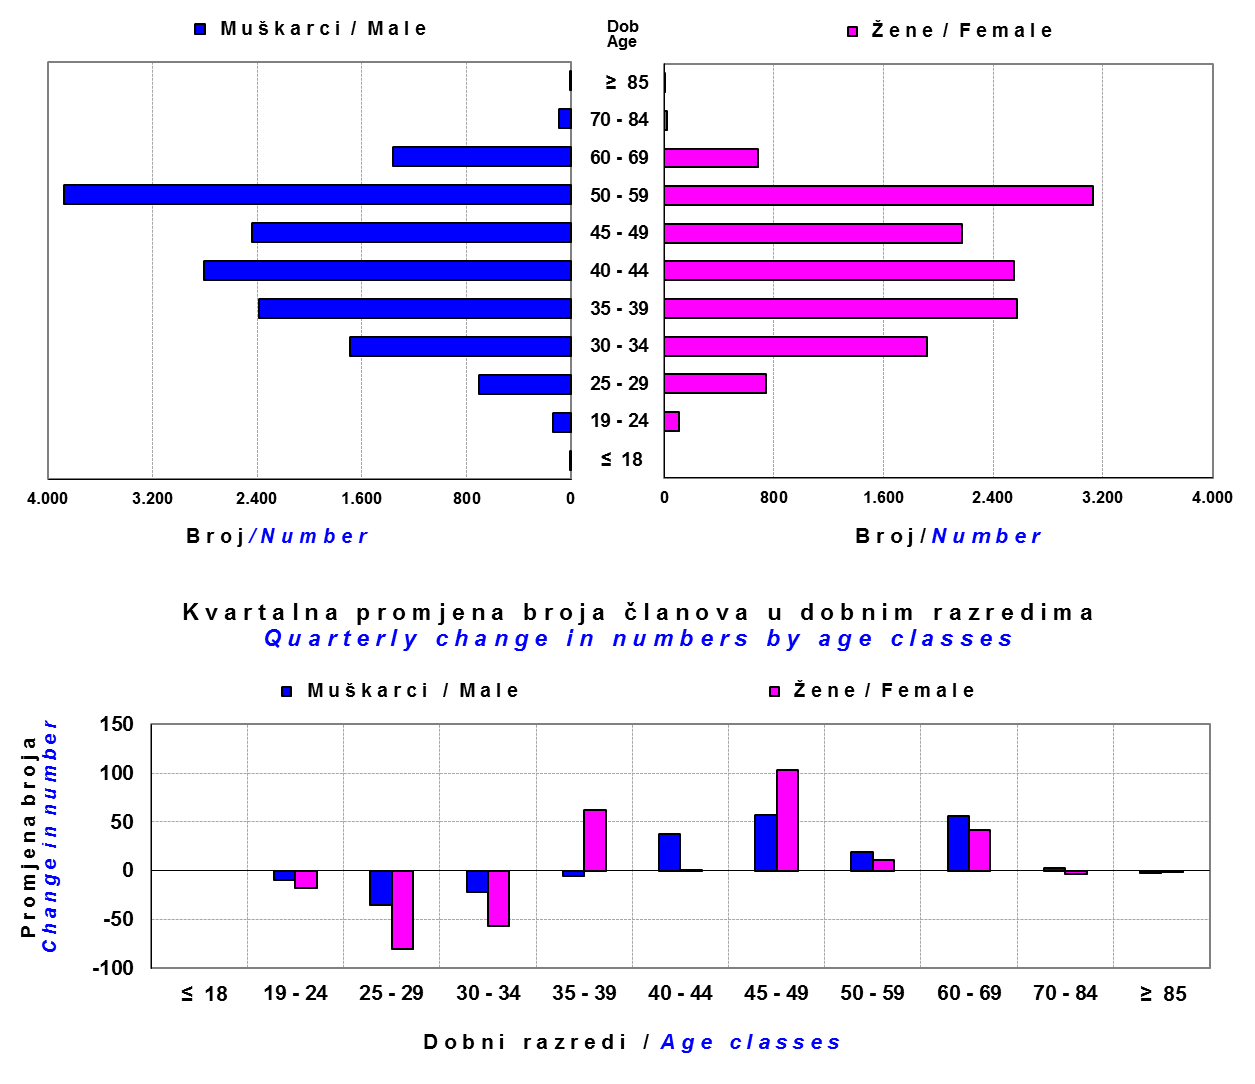 Muškarci / Male
Dob
Age
Žene / Female
≥ 85
70 - 84
60 - 69
50 - 59
45 - 49
40 - 44
35 - 39
30 - 34
25 - 29
19 - 24
≤ 18
4.000 3.200 2.400 1.600 800 0
0 800 1.600 2.400 3.200 4.000
Broj/Number
Broj/Number
Kvartalna promjena broja članova u dobnim razredima
Quarterly change in numbers by age classes
Muškarci / Male
Žene / Female
Promjena broja
Change in number
150
100
50
0
-50
-100
≤ 18 19 - 24 25 - 29 30 - 34 35 - 39 40 - 44 45 - 49 50 - 59 60 - 69 70 - 84 ≥ 85
Dobni razredi / Age classes